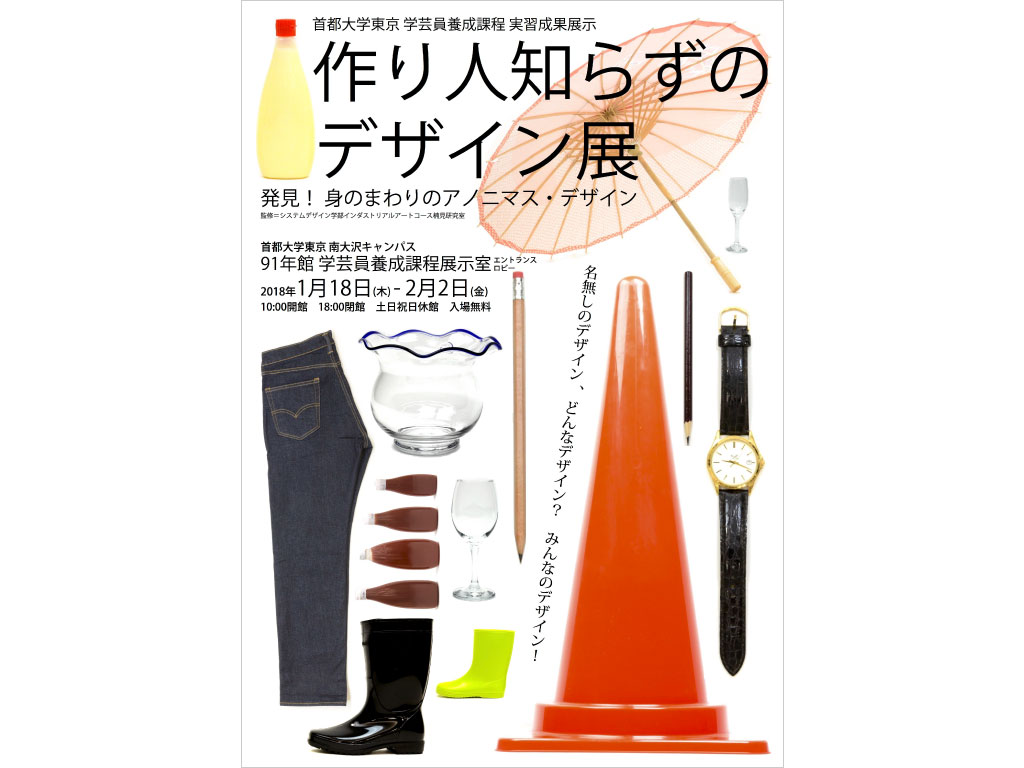 首都大学東京 学芸員養成課程 実習成果展示
作り人知らずの
デザイン展
発見！ 身のまわりのアノニマス・デザイン
監修＝システムデザイン学部インダストリアルアートコース楠見研究室
首都大学東京 南大沢キャンパス
91年館 学芸員養成課程展示室 エントランスロビー
2018年1月18日(木) - 2月2日(金)
10:00開館　18:00閉館　土日祝日休館　入場無料
名無しのデザイン、どんなデザイン？　みんなのデザイン！